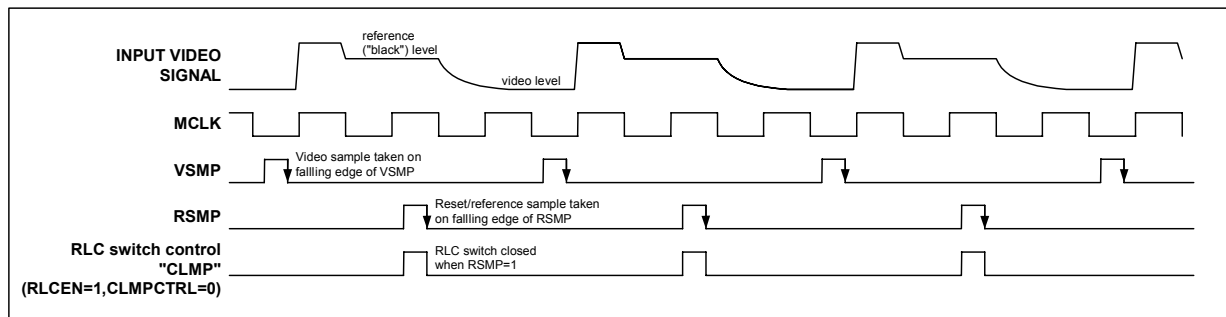 INPUT VIDEO
SIGNAL
reference
("black") level
video level
MCLK
VSMP
Video sample taken on
fallling edge of VSMP
RSMP
Reset/reference sample taken
on fallling edge of RSMP
RLC switch control
"CLMP"
(RLCEN=1,CLMPCTRL=0)
RLC switch closed
when RSMP=1